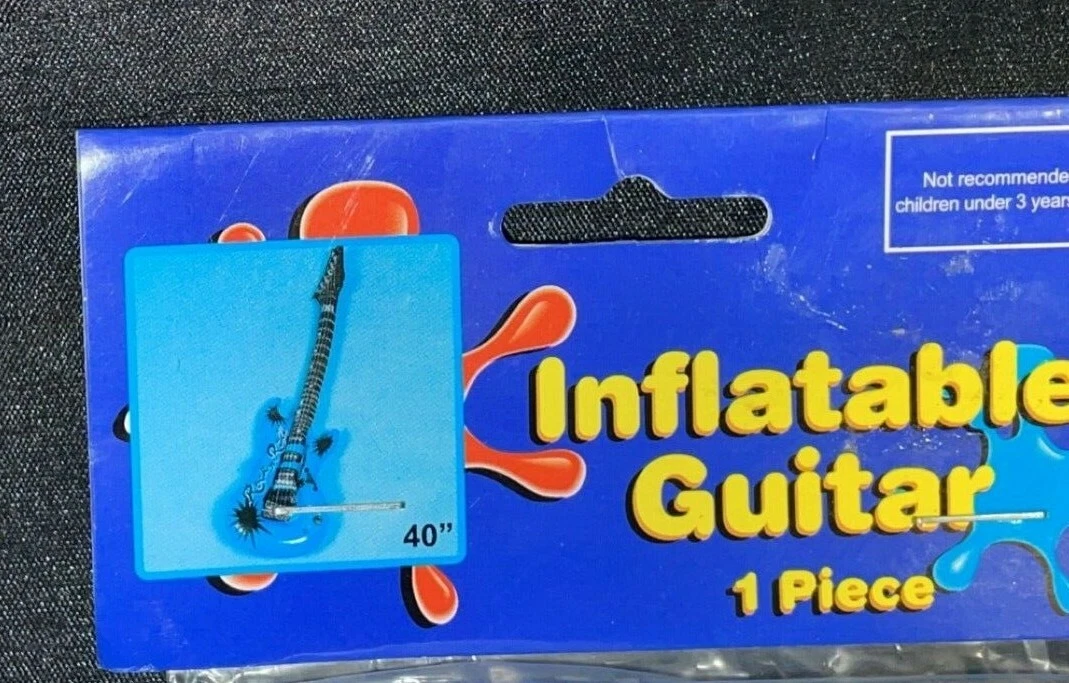 Not recommende
children under 3 years
Inflatable
Guitar
1 Piece
40”